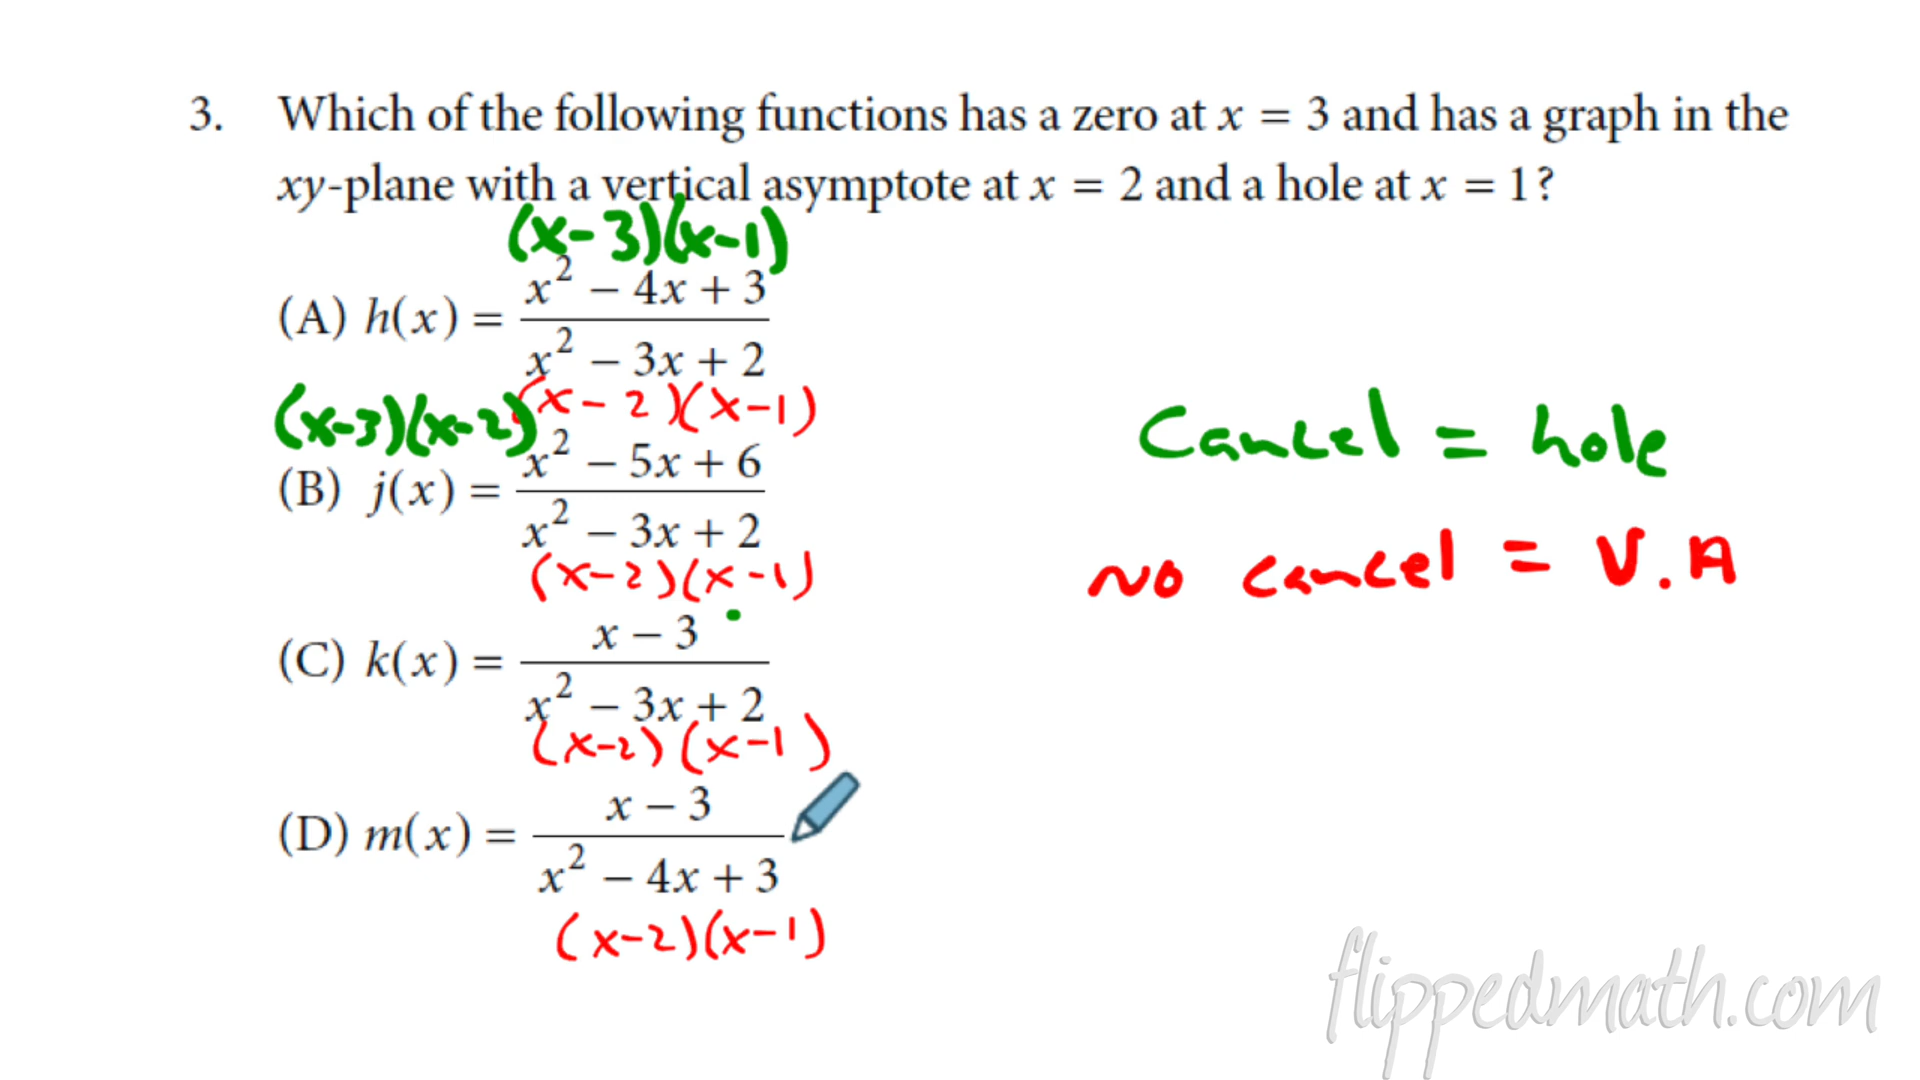 3. Which of the following functions has a zero at x = 3 and has a graph in the
xy-plane with a vertical asymptote at x = 2 and a hole at x = 1?
(x-3)(x-1)
(A) h(x) = x² − 4x + 3 / x² − 3x + 2
(x-2)(x-1)
(x-3)(x-2)
(B) j(x) = x² − 5x + 6 / x² − 3x + 2
(x-2)(x-1)
(C) k(x) = x − 3 / x² − 3x + 2
(x-2)(x-1)
(D) m(x) = x − 3 / x² − 4x + 3
(x-2)(x-1)
Cancel = hole
no cancel = V.A
flippedmath.com